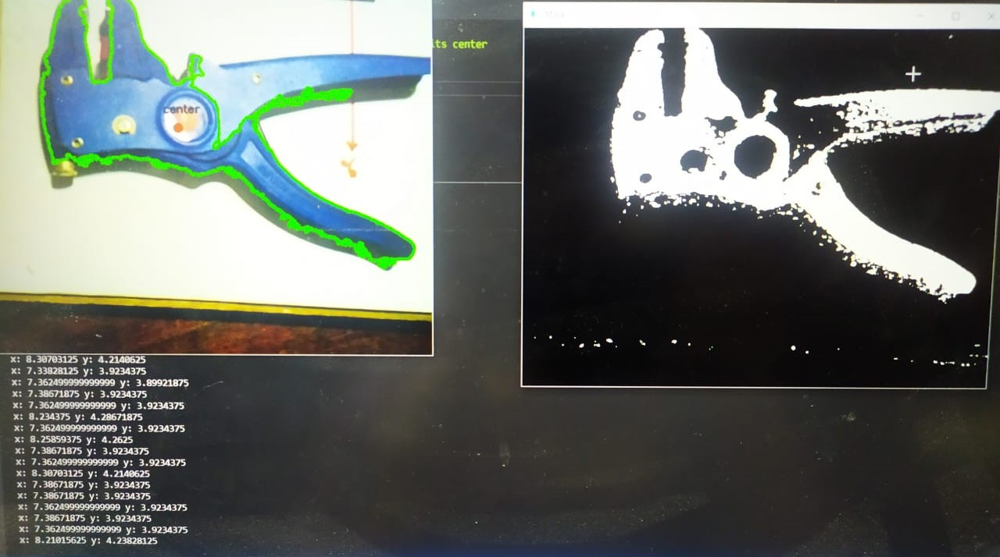 its center
center
Mask
x: 8.30703125 y: 4.2140625
x: 7.33828125 y: 3.9234375
x: 7.362499999999999 y: 3.89921875
x: 7.38671875 y: 3.9234375
x: 7.362499999999999 y: 3.9234375
x: 8.234375 y: 4.28671875
x: 7.362499999999999 y: 3.9234375
x: 8.25859375 y: 4.2625
x: 7.38671875 y: 3.9234375
x: 7.362499999999999 y: 3.9234375
x: 8.30703125 y: 4.2140625
x: 7.38671875 y: 3.9234375
x: 7.38671875 y: 3.9234375
x: 7.362499999999999 y: 3.9234375
x: 7.38671875 y: 3.9234375
x: 7.362499999999999 y: 3.9234375
x: 8.21015625 y: 4.23828125